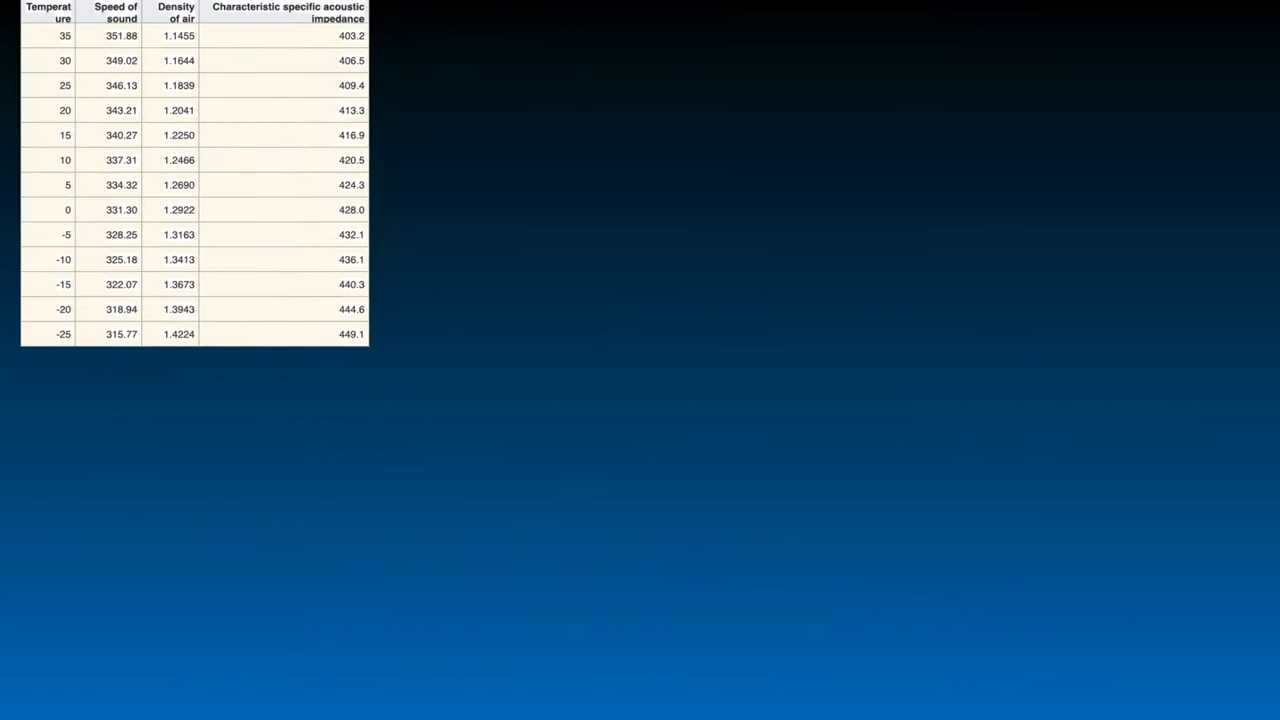 Temperat Speed of Density Characteristic specific acoustic
ure sound of air impedance
35 351.88 1.1455 403.2
30 349.02 1.1644 406.5
25 346.13 1.1839 409.4
20 343.21 1.2041 413.3
15 340.27 1.2250 416.9
10 337.31 1.2466 420.5
5 334.32 1.2690 424.3
0 331.30 1.2922 428.0
-5 328.25 1.3163 432.1
-10 325.18 1.3413 436.1
-15 322.07 1.3673 440.3
-20 318.94 1.3943 444.6
-25 315.77 1.4224 449.1